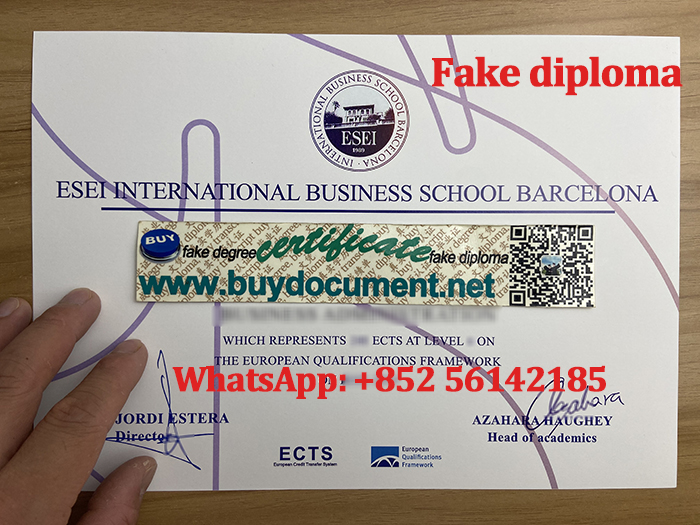 Fake diploma
INTERNATIONAL BUSINESS SCHOOL BARCELONA
ESEI
1989
ESEI INTERNATIONAL BUSINESS SCHOOL BARCELONA
BUY
fake degree certificate fake diploma
www.buydocument.net
BUSINESS ADMINISTRATION
WHICH REPRESENTS ECTS AT LEVEL ON
THE EUROPEAN QUALIFICATIONS FRAMEWORK
WhatsApp: +852 56142185
JORDI ESTERA
Director
AZAHARA HAUGHEY
Head of academics
ECTS
European Credit Transfer System
European
Qualifications
Framework